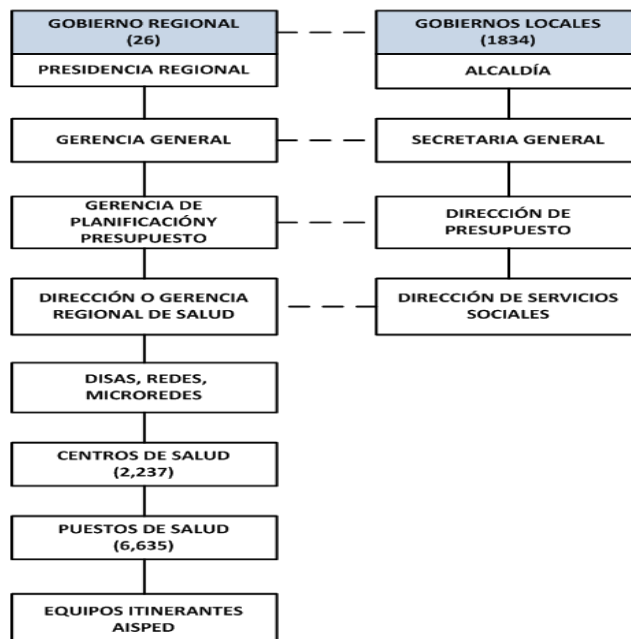 GOBIERNO REGIONAL
(26)
PRESIDENCIA REGIONAL
GERENCIA GENERAL
GERENCIA DE
PLANIFICACIÓNY
PRESUPUESTO
DIRECCIÓN O GERENCIA
REGIONAL DE SALUD
DISAS, REDES,
MICROREDES
CENTROS DE SALUD
(2,237)
PUESTOS DE SALUD
(6,635)
EQUIPOS ITINERANTES
AISPED
GOBIERNOS LOCALES
(1834)
ALCALDÍA
SECRETARIA GENERAL
DIRECCIÓN DE
PRESUPUESTO
DIRECCIÓN DE SERVICIOS
SOCIALES